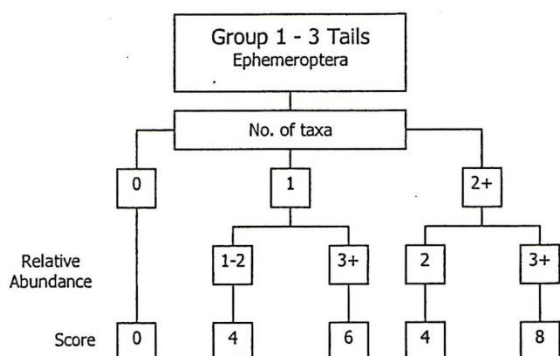 Group 1 - 3 Tails
Ephemeroptera
No. of taxa
0 1 2+
Relative
Abundance
1-2 3+ 2 3+
Score 0 4 6 4 8